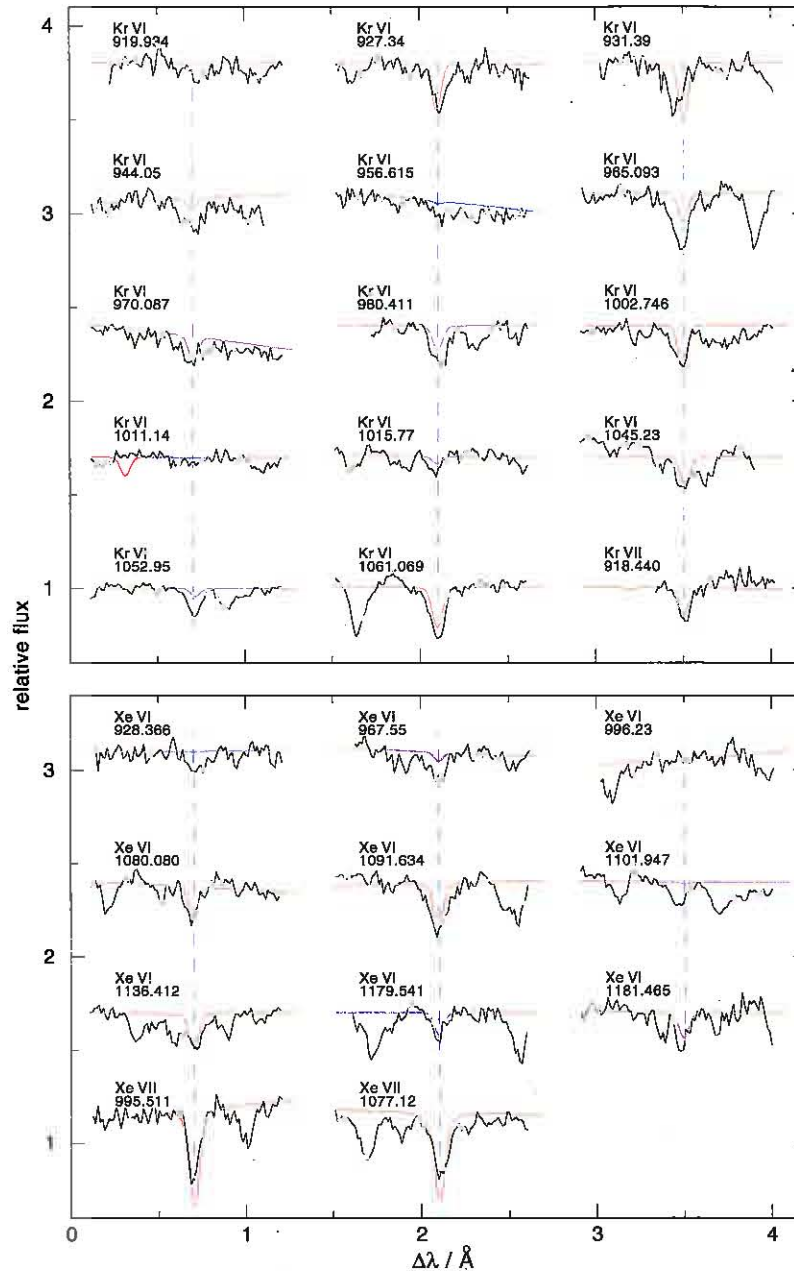 4
Kr VI
919.934
Kr VI
927.34
Kr VI
931.39
Kr VI
944.05
Kr VI
956.615
Kr VI
965.093
3
Kr VI
970.087
Kr VI
980.411
Kr VI
1002.746
2
Kr VI
1011.14
Kr VI
1015.77
Kr VI
1045.23
Kr VI
1052.95
Kr VI
1061.069
Kr VII
918.440
1
relative flux
Xe VI
928.366
Xe VI
967.55
Xe VI
996.23
3
Xe VI
1080.080
Xe VI
1091.634
Xe VI
1101.947
2
Xe VI
1136.412
Xe VI
1179.541
Xe VI
1181.465
Xe VII
995.511
Xe VII
1077.12
1
0 1 2 3 4
Δλ / Å